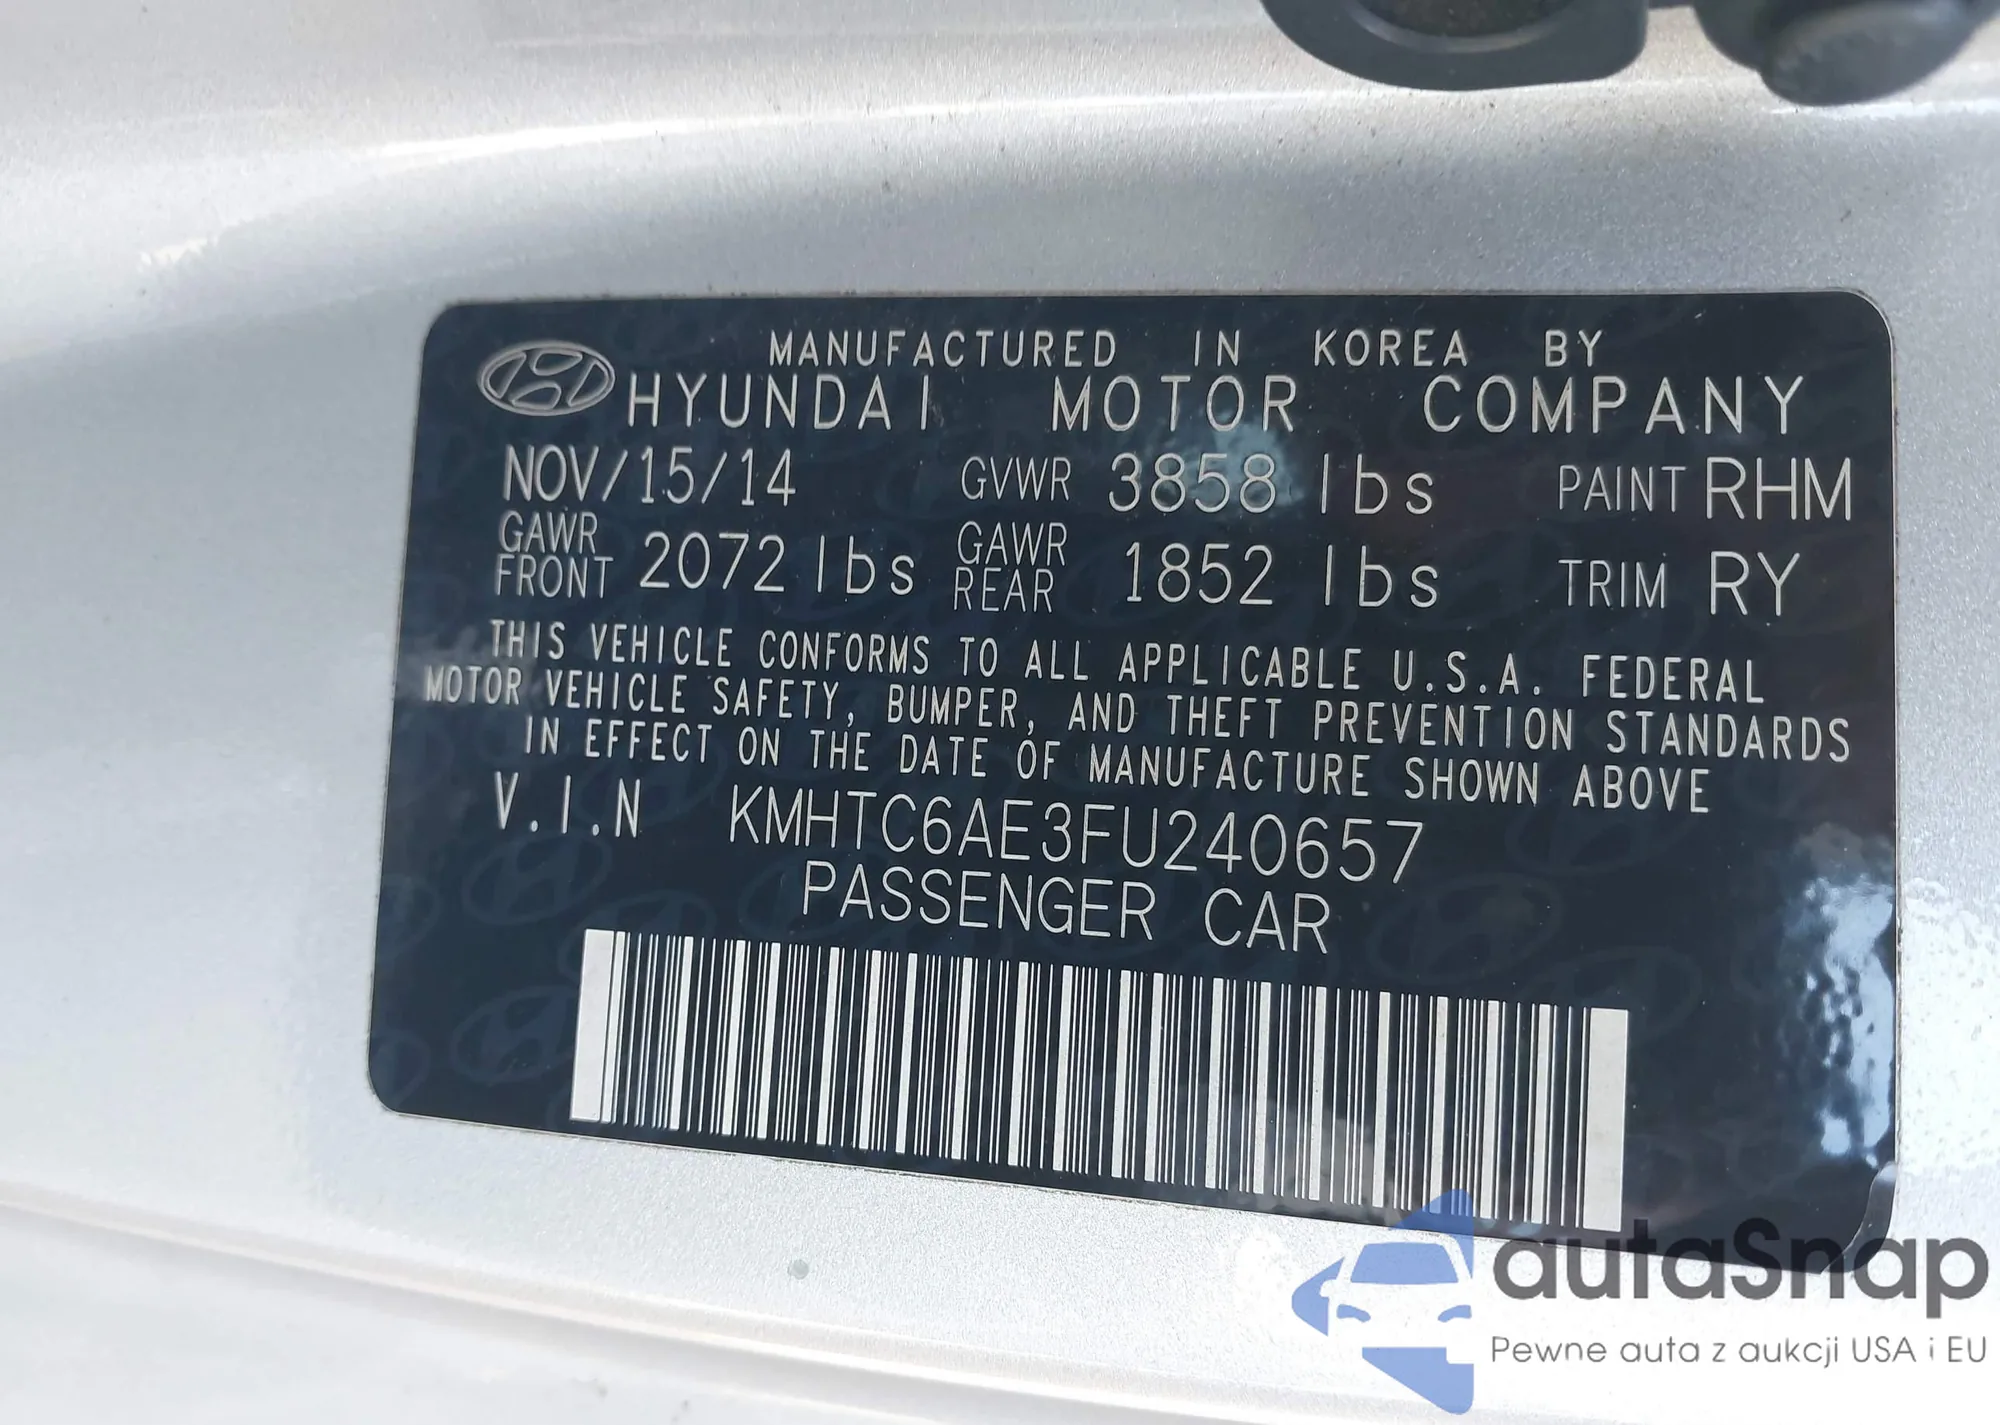 MANUFACTURED IN KOREA BY
HYUNDAI MOTOR COMPANY
NOV/15/14 GVWR 3858 lbs PAINT RHM
GAWR FRONT 2072 lbs GAWR REAR 1852 lbs TRIM RY
THIS VEHICLE CONFORMS TO ALL APPLICABLE U.S.A. FEDERAL
MOTOR VEHICLE SAFETY, BUMPER, AND THEFT PREVENTION STANDARDS
IN EFFECT ON THE DATE OF MANUFACTURE SHOWN ABOVE
V.I.N KMHTC6AE3FU240657
PASSENGER CAR
autaSnap
Pewne auta z aukcji USA i EU